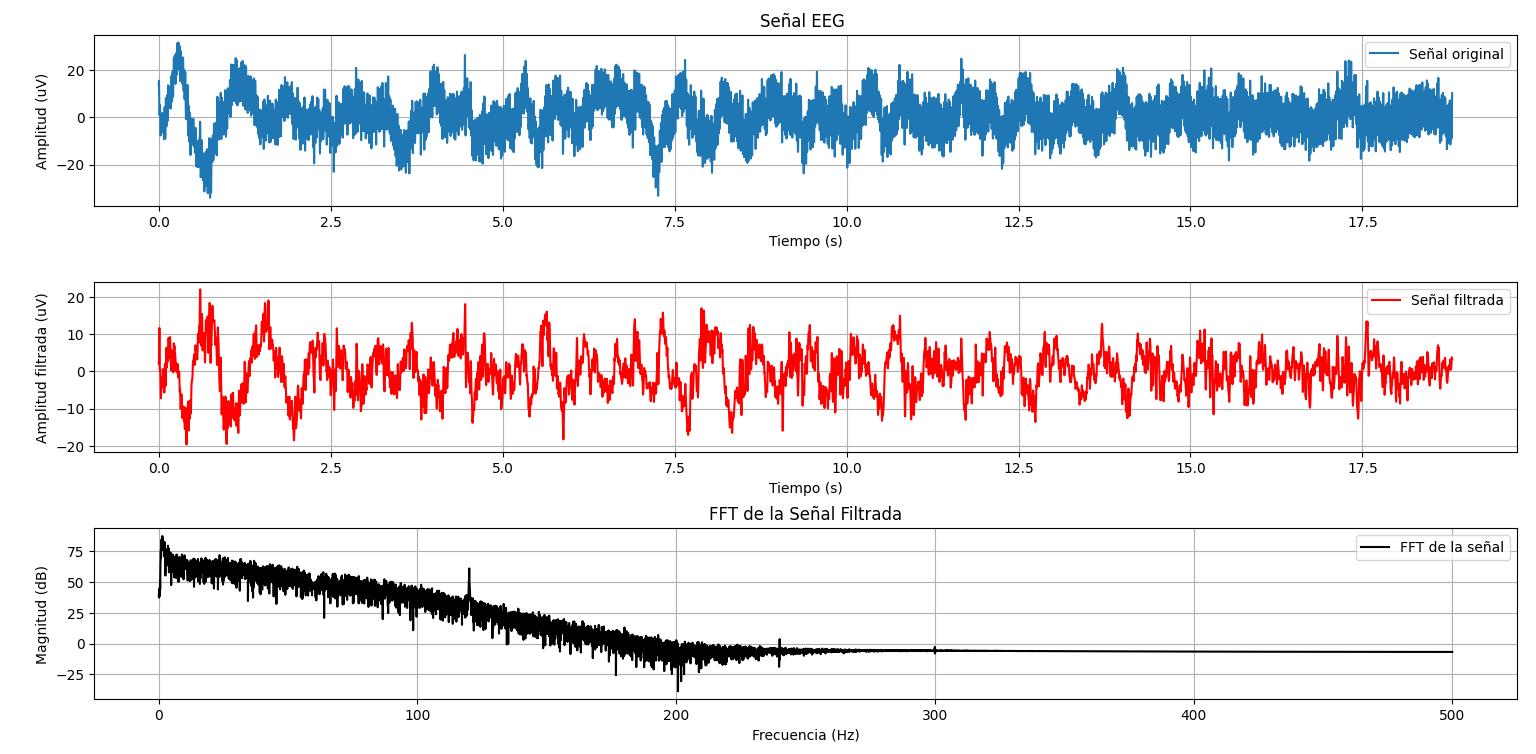 Señal EEG
Señal original
Amplitud (uV)
20
0
−20
0.0 2.5 5.0 7.5 10.0 12.5 15.0 17.5
Tiempo (s)
Señal filtrada
Amplitud filtrada (uV)
20
10
0
−10
−20
0.0 2.5 5.0 7.5 10.0 12.5 15.0 17.5
Tiempo (s)
FFT de la Señal Filtrada
FFT de la señal
Magnitud (dB)
75
50
25
0
−25
0 100 200 300 400 500
Frecuencia (Hz)